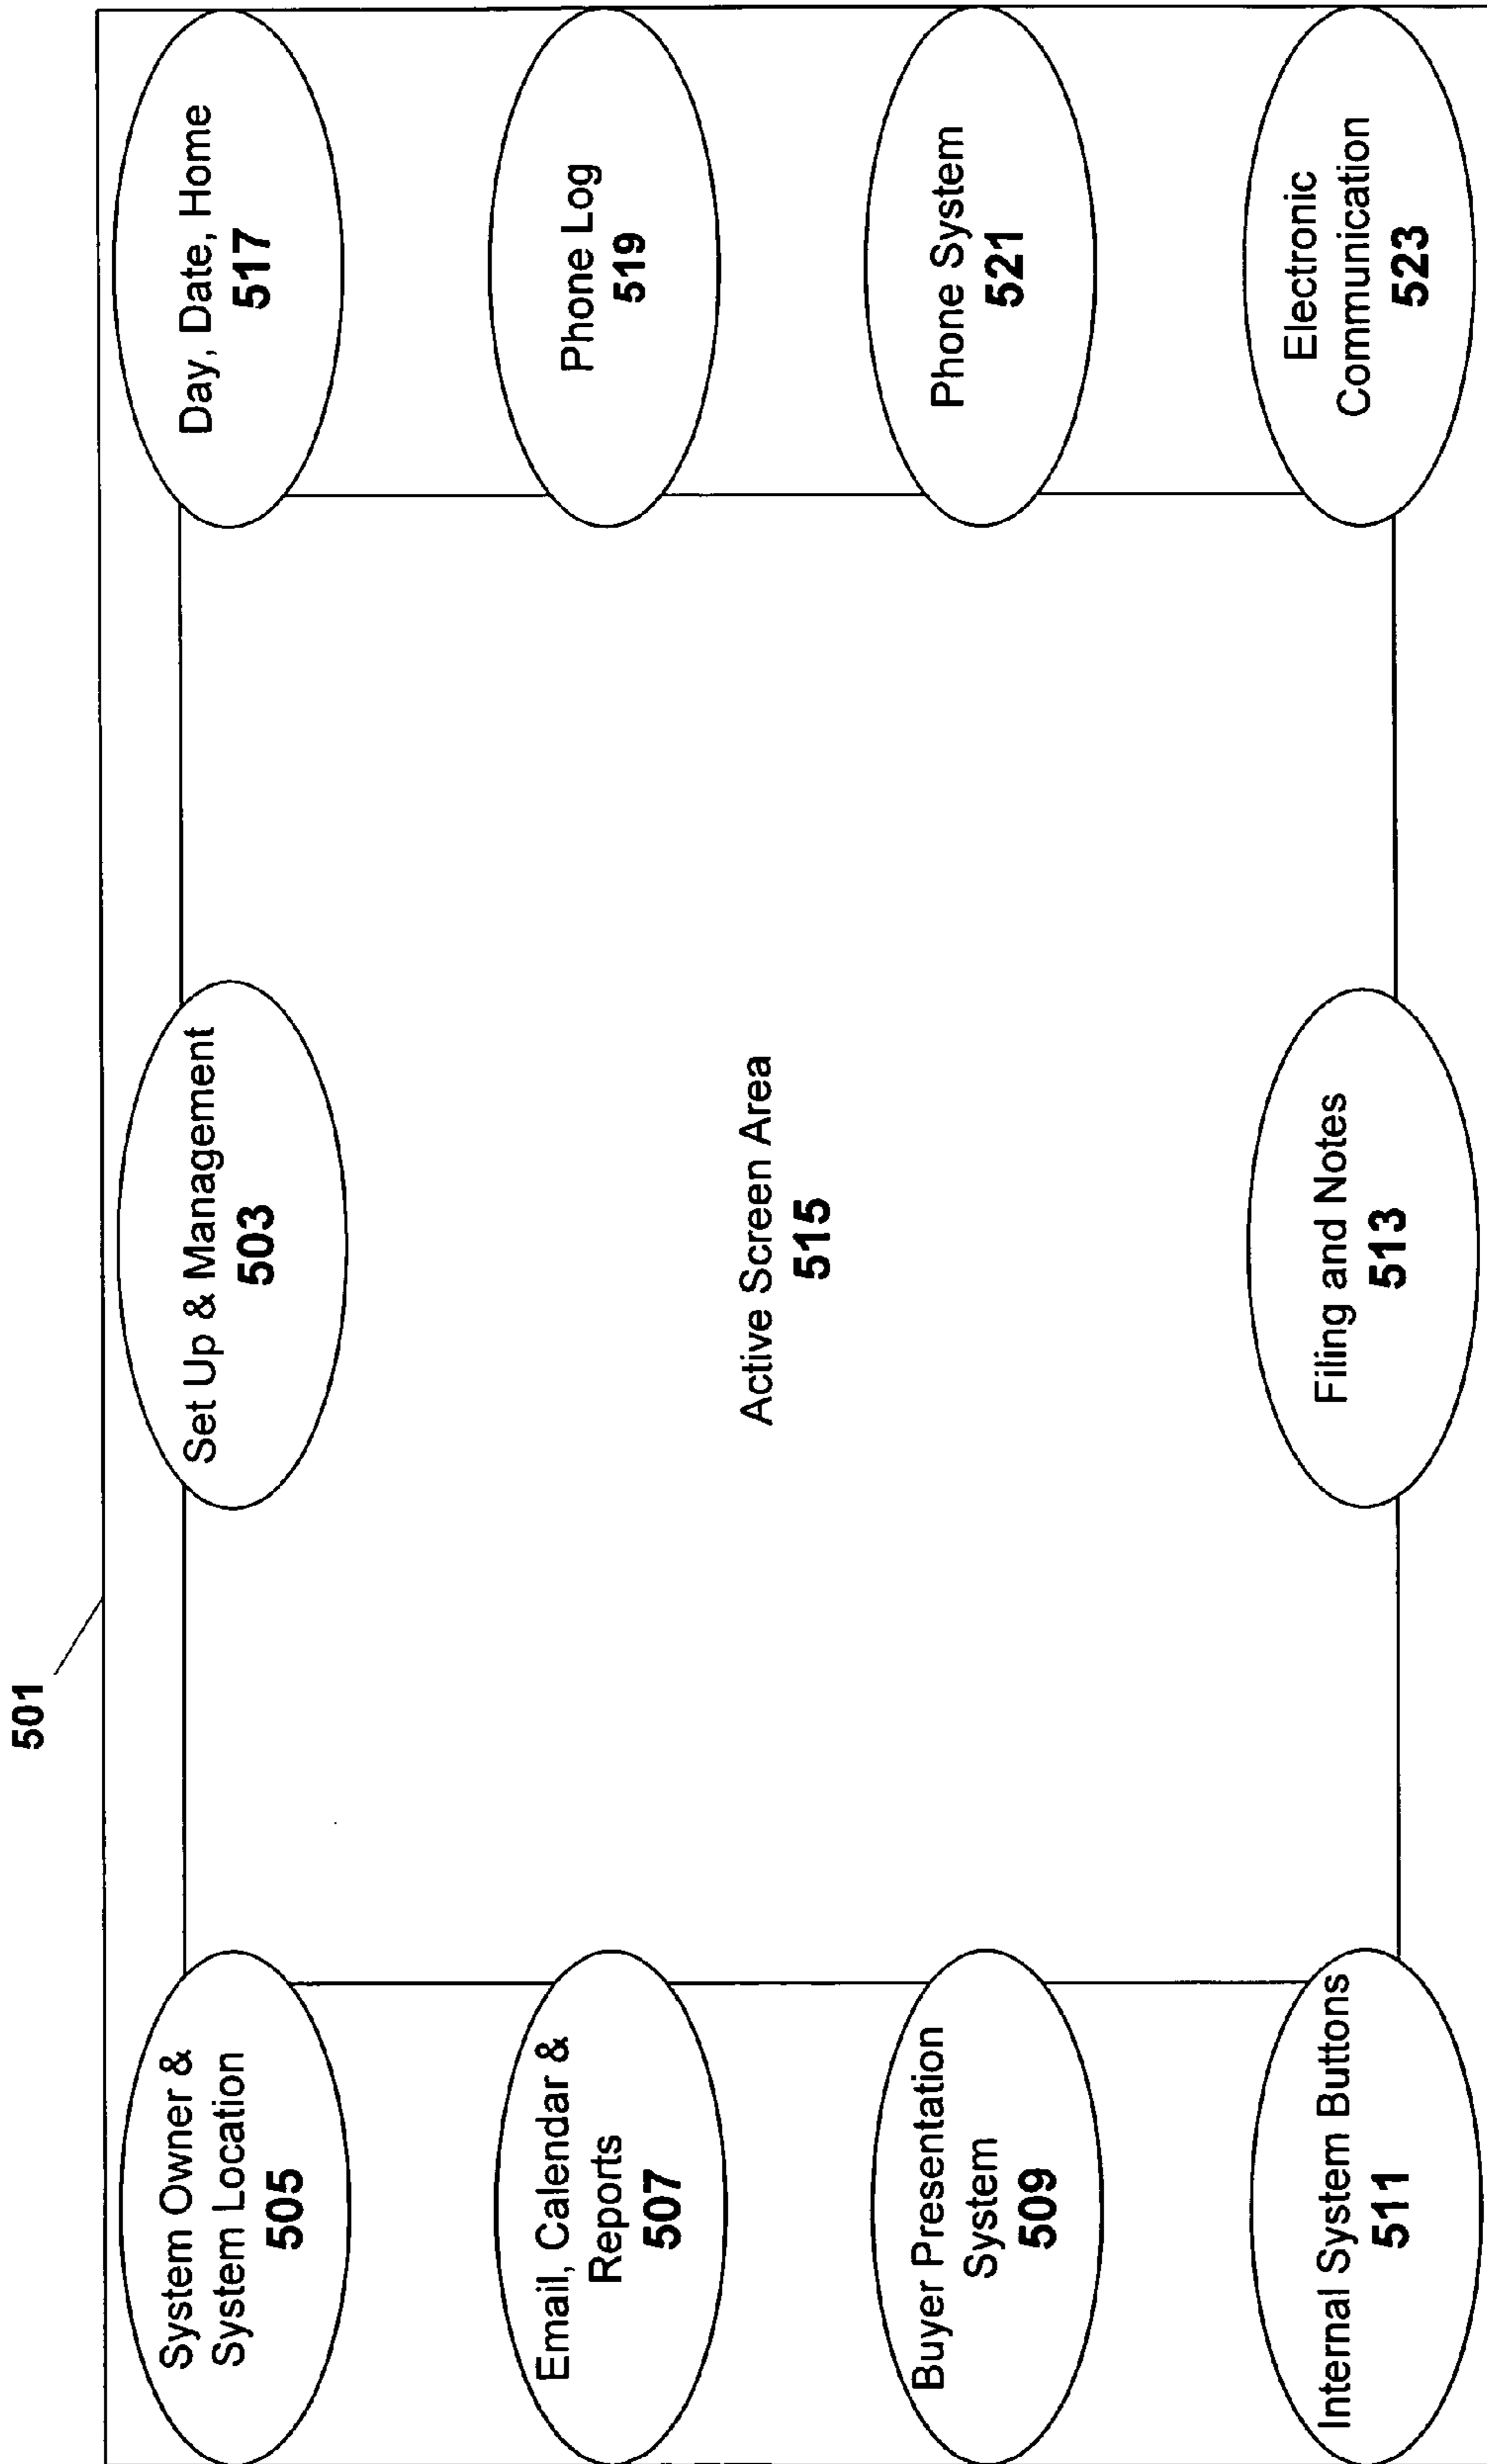 501
System Owner &
System Location
505
Set Up & Management
503
Day, Date, Home
517
Email, Calendar &
Reports
507
Phone Log
519
Active Screen Area
515
Buyer Presentation
System
509
Phone System
521
Internal System Buttons
511
Filing and Notes
513
Electronic
Communication
523